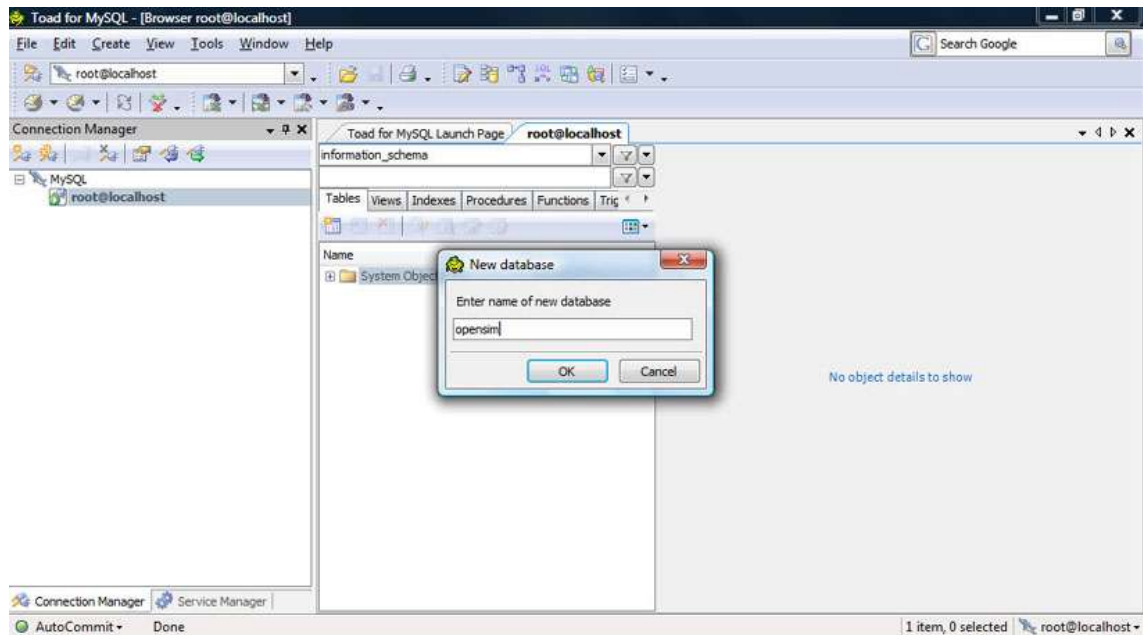 Toad for MySQL - [Browser root@localhost]
File Edit Create View Tools Window Help
Search Google
root@localhost
Connection Manager
Toad for MySQL Launch Page
root@localhost
information_schema
MySQL
root@localhost
Tables Views Indexes Procedures Functions Trig
Name
System Object
New database
Enter name of new database
opensim
OK Cancel
No object details to show
Connection Manager Service Manager
AutoCommit Done
1 item, 0 selected root@localhost